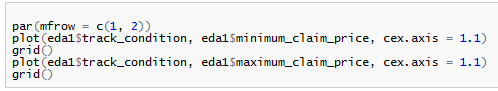 par(mfrow = c(1, 2))
plot(eda1$track_condition, eda1$minimum_claim_price, cex.axis = 1.1)
grid()
plot(eda1$track_condition, eda1$maximum_claim_price, cex.axis = 1.1)
grid()